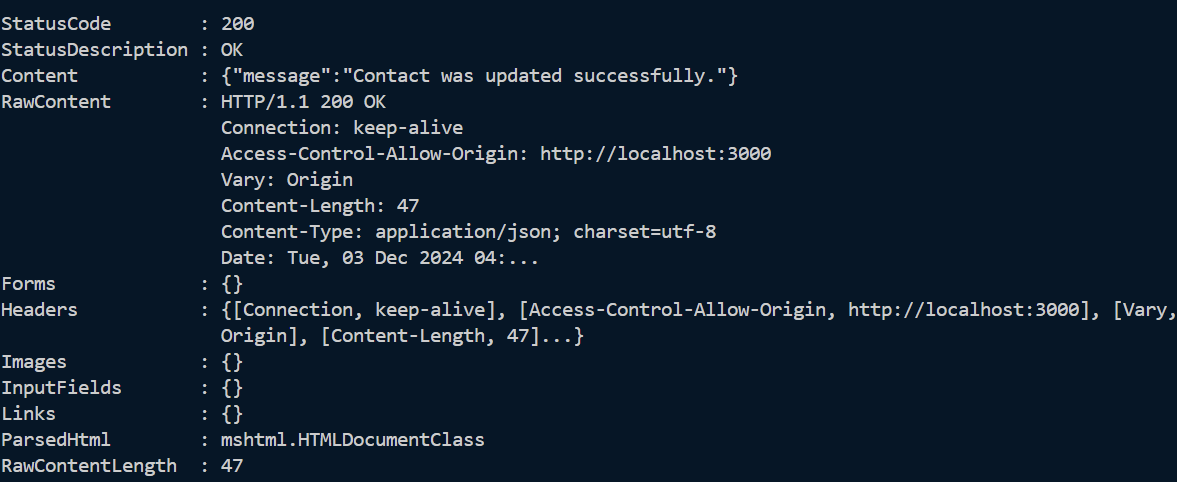 StatusCode        : 200
StatusDescription : OK
Content           : {"message":"Contact was updated successfully."}
RawContent        : HTTP/1.1 200 OK
                    Connection: keep-alive
                    Access-Control-Allow-Origin: http://localhost:3000
                    Vary: Origin
                    Content-Length: 47
                    Content-Type: application/json; charset=utf-8
                    Date: Tue, 03 Dec 2024 04:...
Forms             : {}
Headers           : {[Connection, keep-alive], [Access-Control-Allow-Origin, http://localhost:3000], [Vary,
                    Origin], [Content-Length, 47]...}
Images            : {}
InputFields       : {}
Links             : {}
ParsedHtml        : mshtml.HTMLDocumentClass
RawContentLength  : 47